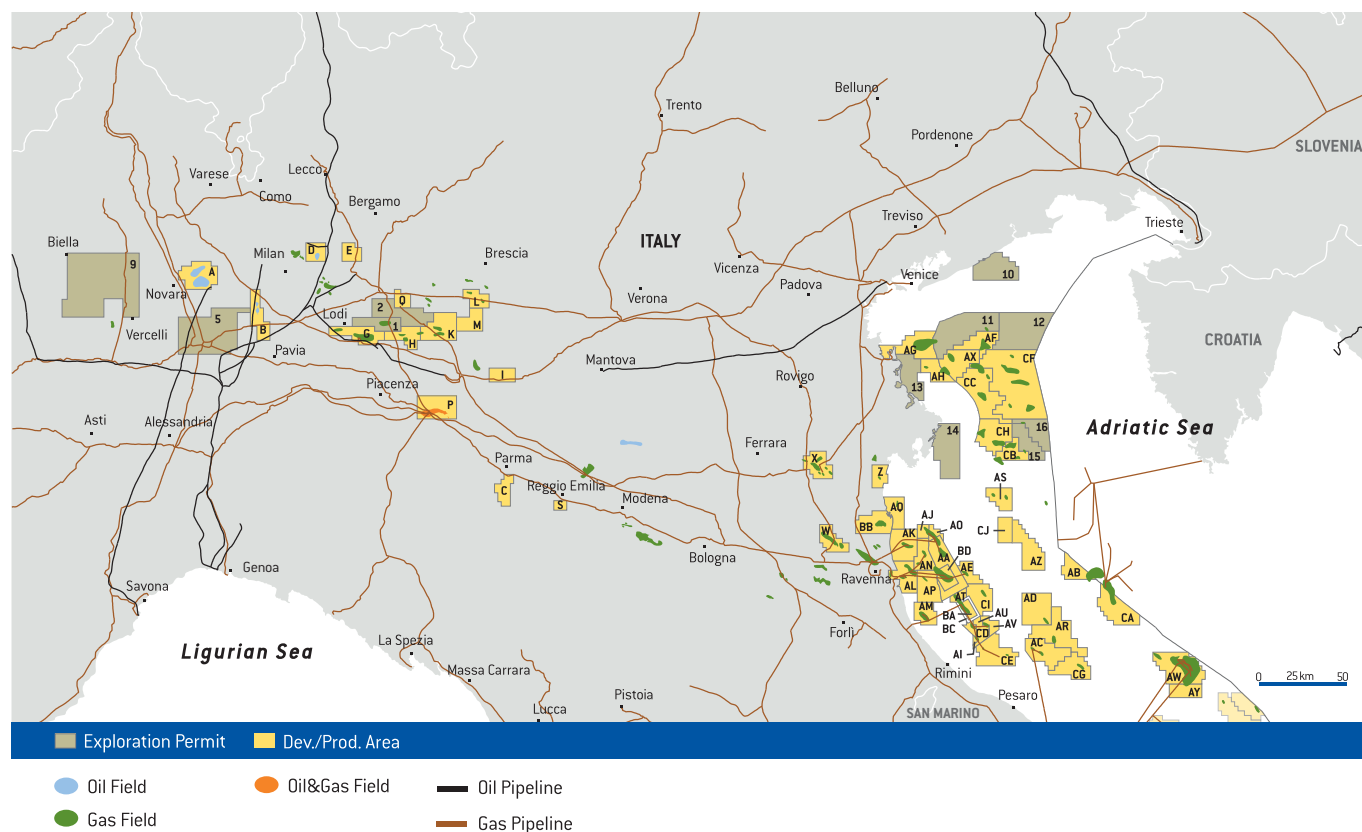 Belluno
Trento
Pordenone
SLOVENIA
Lecco
Varese
Como
Bergamo
Treviso
Trieste
Biella
ITALY
Milan
D
E
Brescia
Vicenza
Venice
9
A
10
Novara
Verona
Padova
2
Q
L
Lodi
5
Vercelli
B
1
G
H
K
M
11
12
AF
AG
CROATIA
Pavia
AX
CF
Mantova
I
Rovigo
AH
CC
13
Piacenza
P
Asti
Alessandria
14
CH
16
Adriatic Sea
Ferrara
CB
15
Parma
X
Z
AS
C
Reggio Emilia
S
Modena
AQ
AJ
AO
BB
CJ
W
AK
Bologna
BD
AA
AZ
Genoa
AN
AE
AB
Ravenna
Savona
AL
AP
AT
CI
AD
AM
BA
AU
CA
BC
AV
AR
Forlì
CD
La Spezia
AC
Ligurian Sea
AI
CE
Massa Carrara
Rimini
CG
AW
0
25 km
50
AY
Pistoia
Pesaro
Lucca
SAN MARINO
Exploration Permit
Dev./Prod. Area
Oil Field
Oil&Gas Field
Oil Pipeline
Gas Field
Gas Pipeline